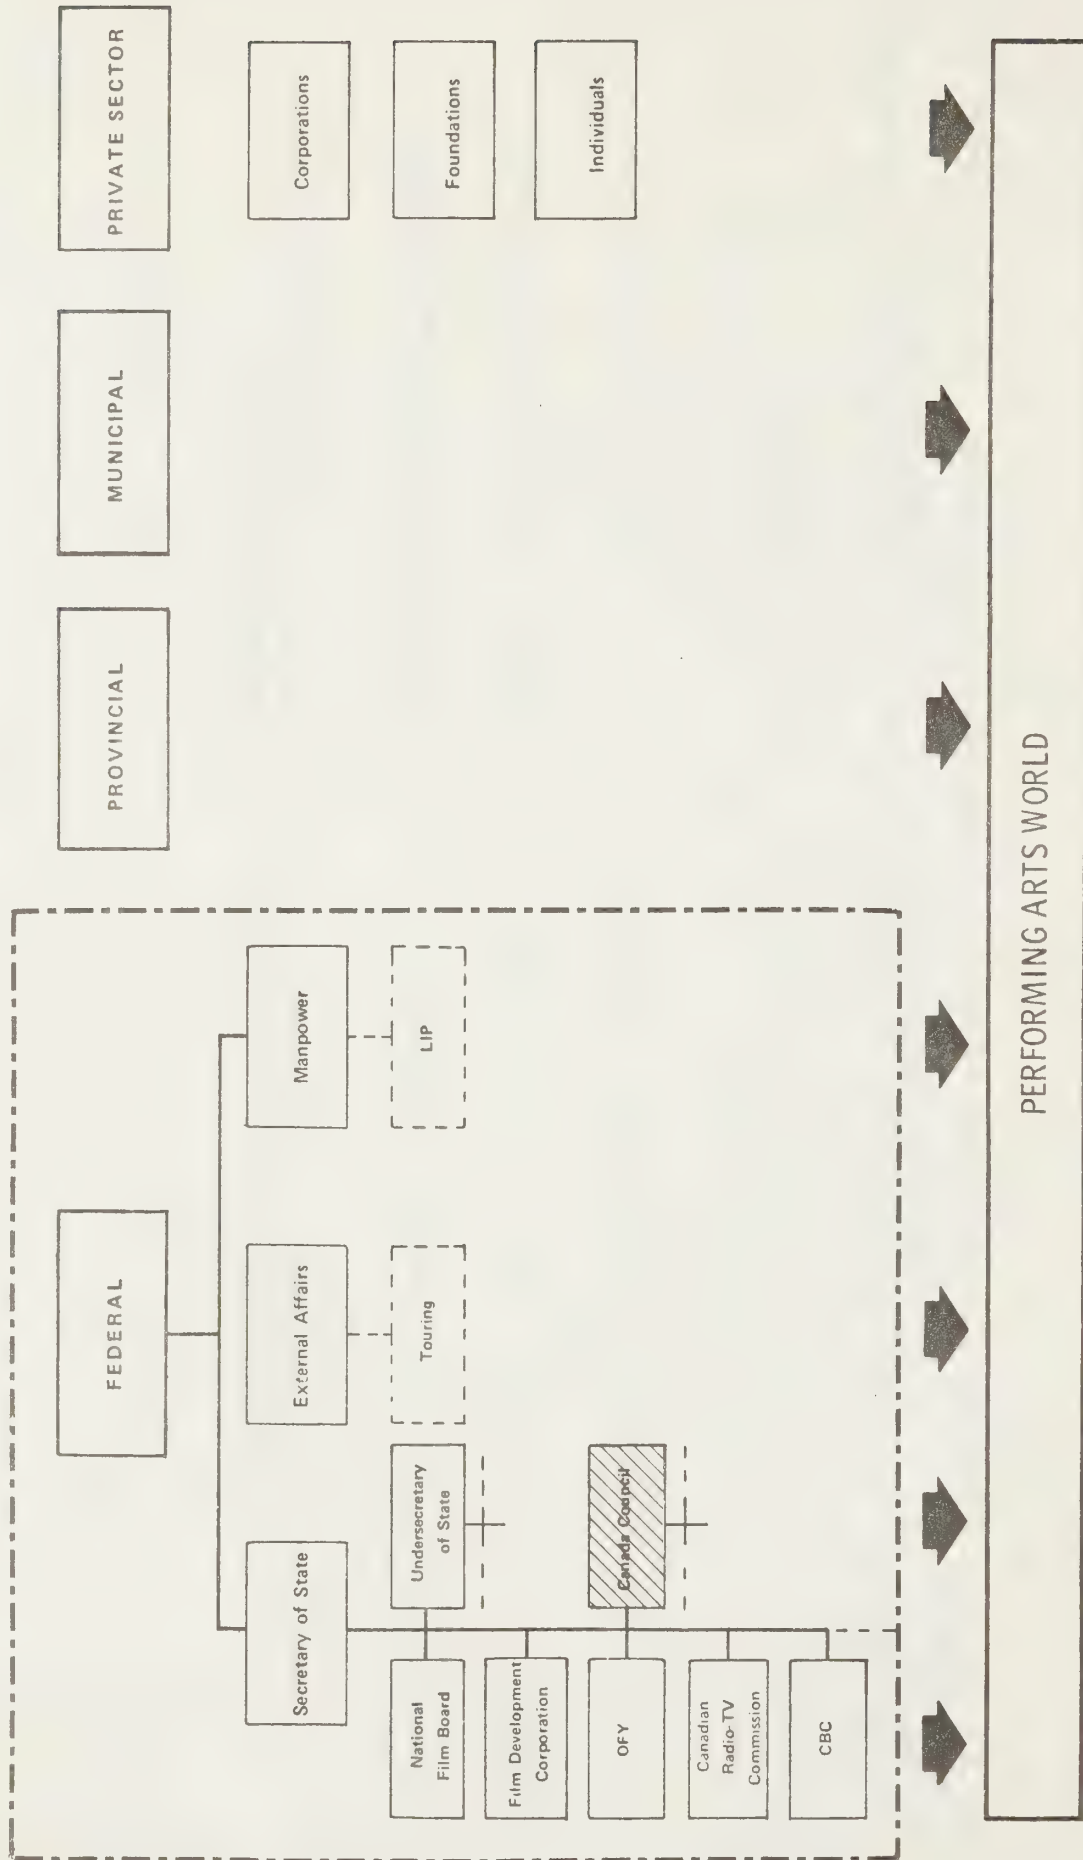 FEDERAL
PROVINCIAL
MUNICIPAL
PRIVATE SECTOR
Secretary of State
External Affairs
Manpower
Corporations
National
Film Board
Undersecretary
of State
Touring
LIP
Foundations
Film Development
Corporation
OFY
Canada Council
Individuals
Canadian
Radio-TV
Commission
CBC
PERFORMING ARTS WORLD